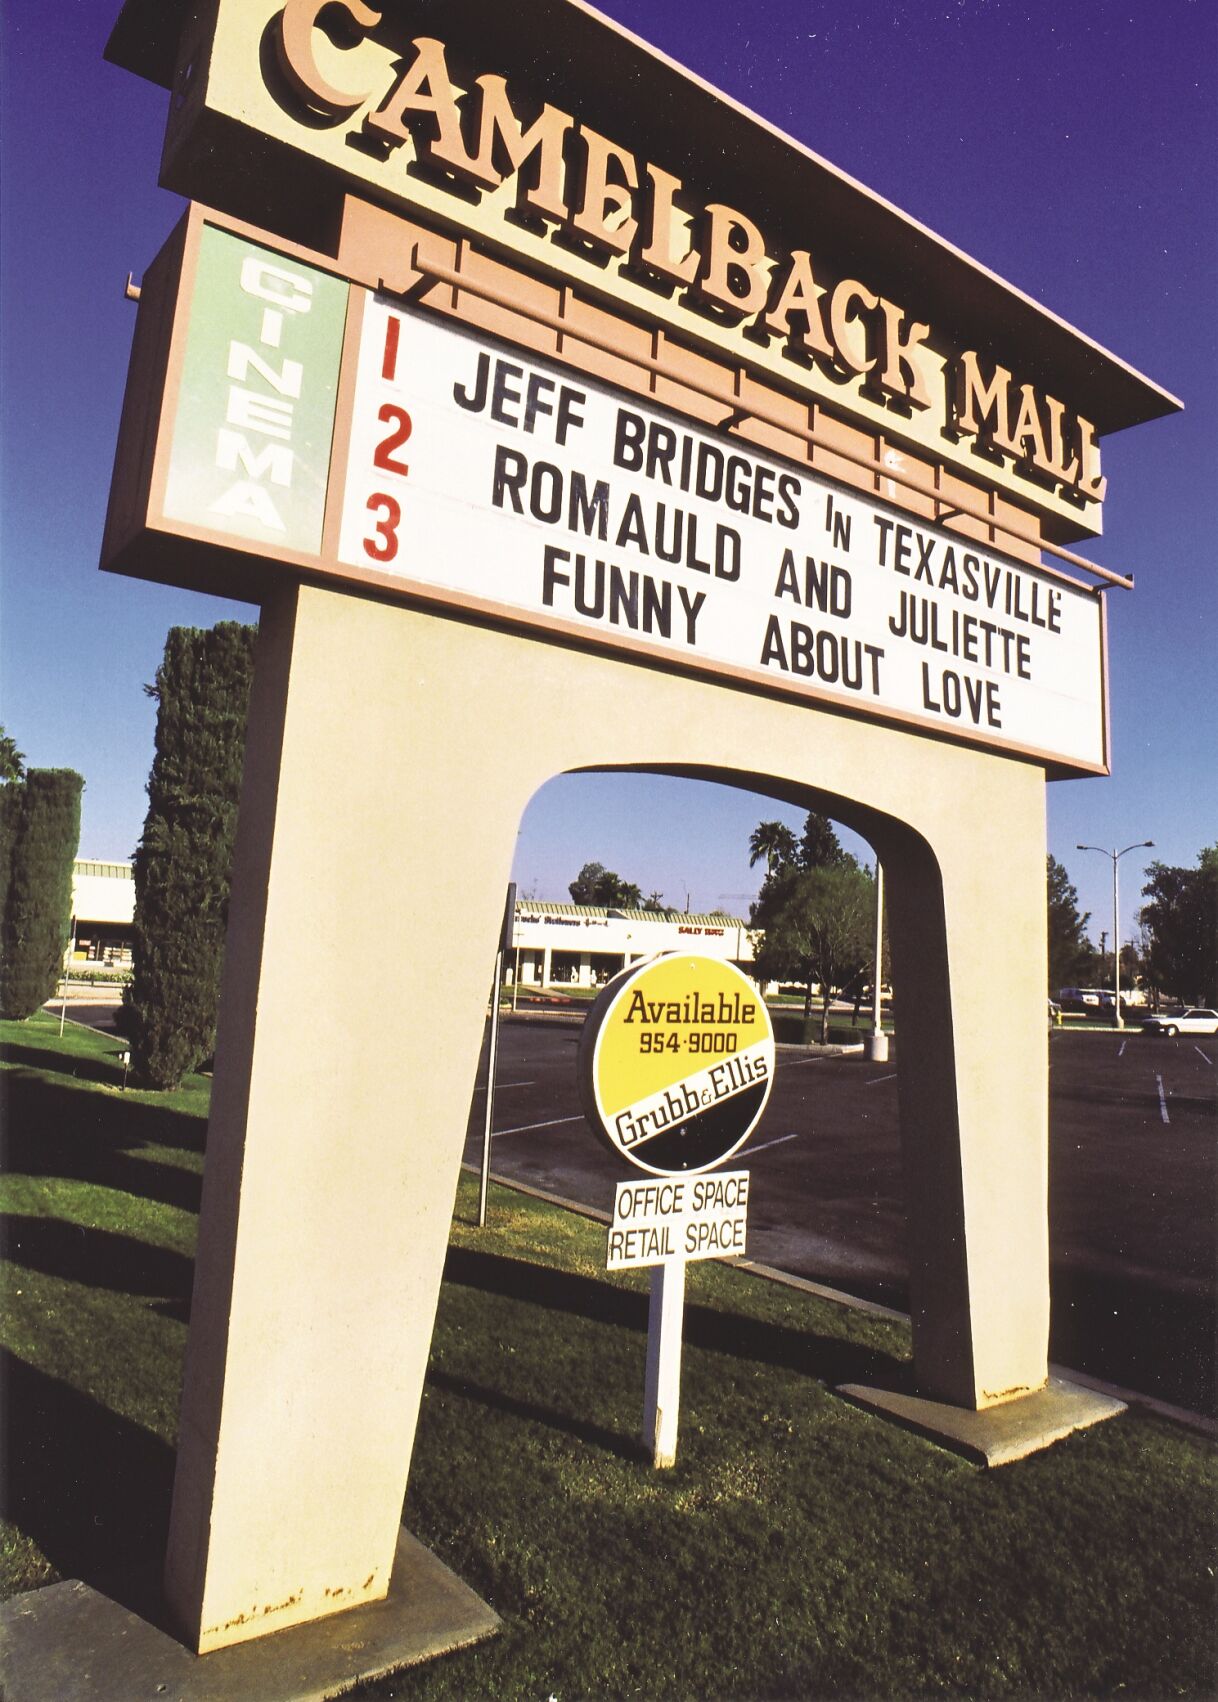 CAMELBACK MALL
CINEMA
1 JEFF BRIDGES IN TEXASVILLE
2 ROMAULD AND JULIETTE
3 FUNNY ABOUT LOVE
SALLY
Available
954·9000
Grubb & Ellis
OFFICE SPACE
RETAIL SPACE